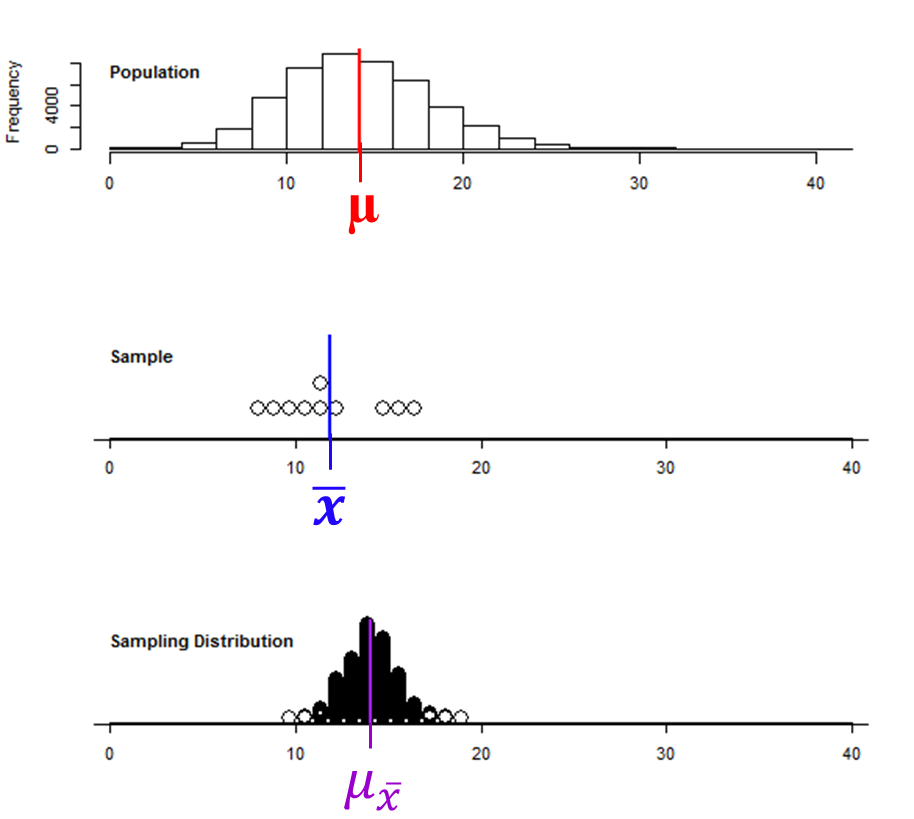 Population
Frequency
0 4000
0 10 20 30 40
μ
Sample
0 10 20 30 40
x̅
Sampling Distribution
0 10 20 30 40
μx̅